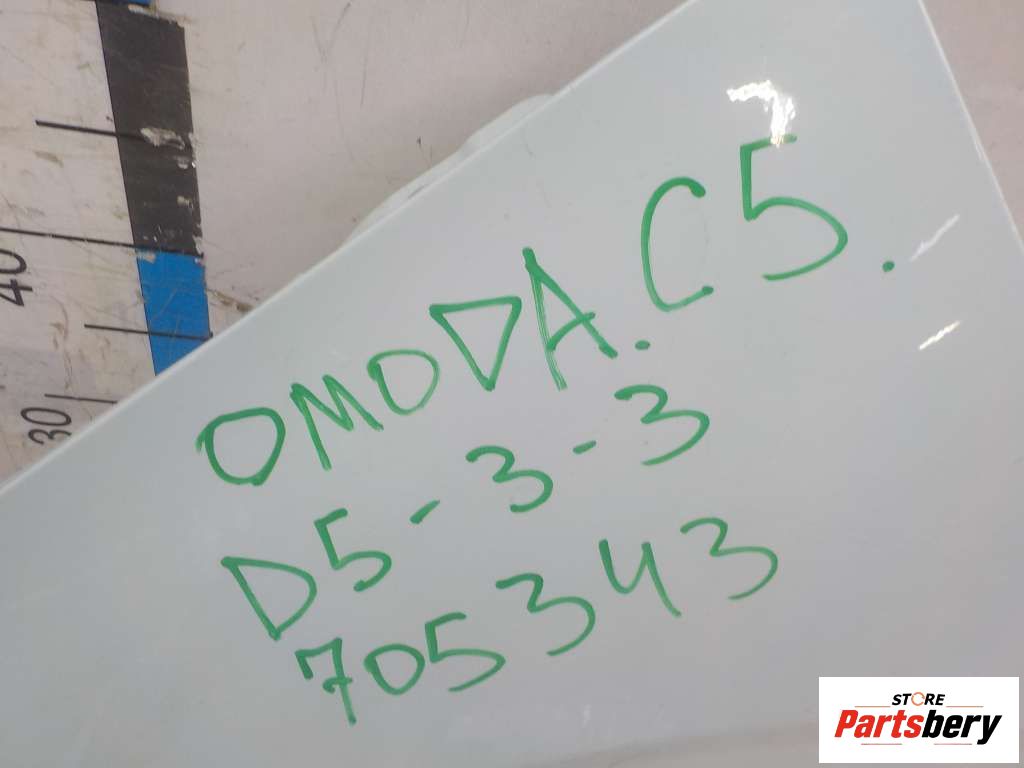 40
30
OMODA. C5.
D5-3-3
705343
STORE
Partsbery